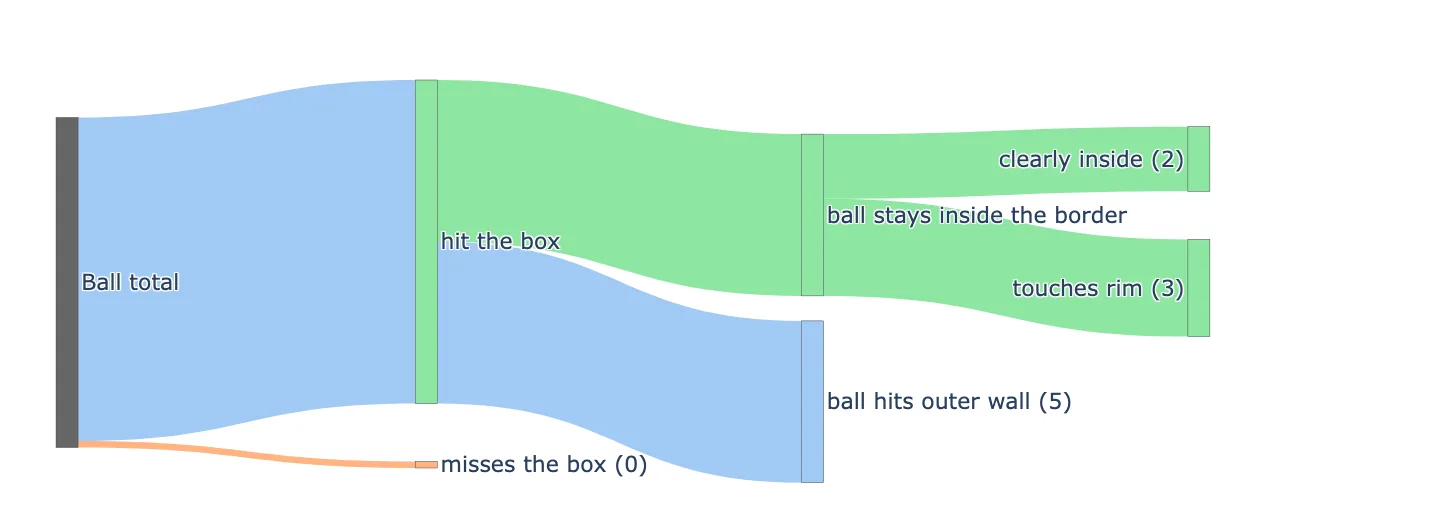 Ball total
hit the box
misses the box (0)
ball stays inside the border
ball hits outer wall (5)
clearly inside (2)
touches rim (3)